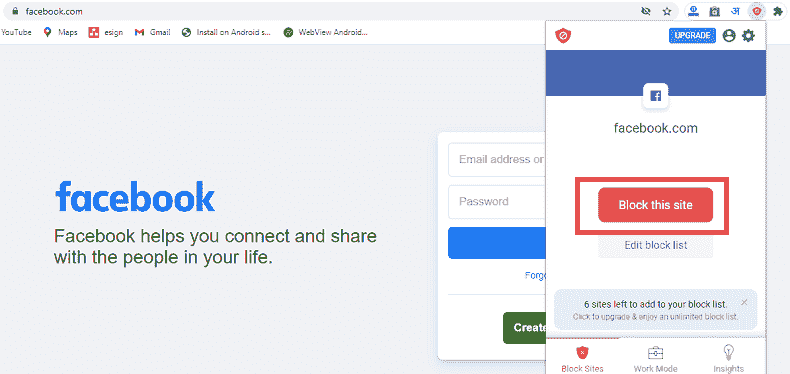 facebook.com
YouTube Maps esign Gmail Install on Android s... WebView Android...
UPGRADE
facebook.com
Email address or
Block this site
facebook
Password
Facebook helps you connect and share
with the people in your life.
Edit block list
Forgo
6 sites left to add to your block list.
Click to upgrade & enjoy an unlimited block list.
Create
Block Sites Work Mode Insights